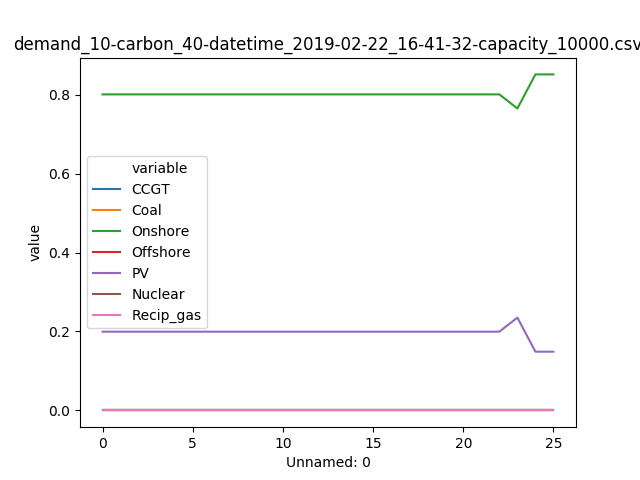 demand_10-carbon_40-datetime_2019-02-22_16-41-32-capacity_10000.csv
0.8
0.6
0.4
0.2
0.0
value
variable
CCGT
Coal
Onshore
Offshore
PV
Nuclear
Recip_gas
0 5 10 15 20 25
Unnamed: 0